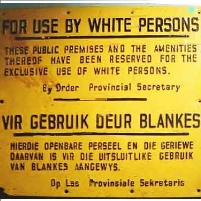 FOR USE BY WHITE PERSONS
THESE PUBLIC PREMISES AND THE AMENITIES
THEREOF HAVE BEEN RESERVED FOR THE
EXCLUSIVE USE OF WHITE PERSONS.
By Order Provincial Secretary
VIR GEBRUIK DEUR BLANKES
HIERDIE OPENBARE PERSEEL EN DIE GERIEWE
DAARVAN IS VIR DIE UITSLUITLIKE GEBRUIK
VAN BLANKES AANGEWYS.
Op Las Provinsiale Sekretaris